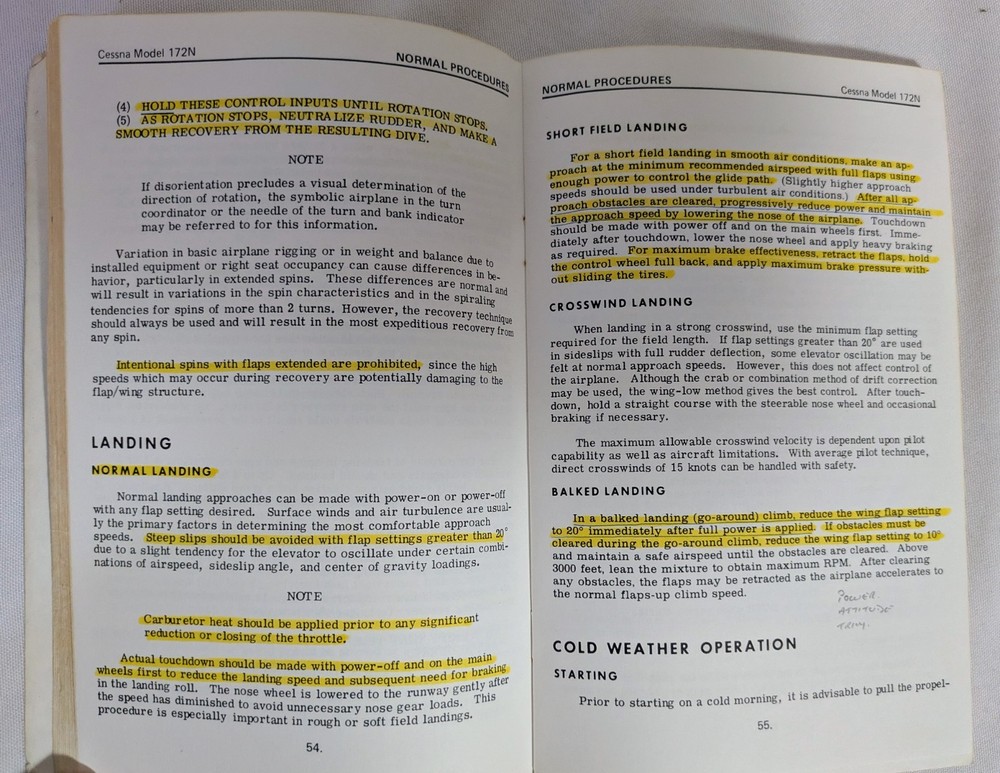 Cessna Model 172N
NORMAL PROCEDURES
(4) HOLD THESE CONTROL INPUTS UNTIL ROTATION STOPS.
(5) AS ROTATION STOPS, NEUTRALIZE RUDDER, AND MAKE A
SMOOTH RECOVERY FROM THE RESULTING DIVE.
NOTE
If disorientation precludes a visual determination of the
direction of rotation, the symbolic airplane in the turn
coordinator or the needle of the turn and bank indicator
may be referred to for this information.
Variation in basic airplane rigging or in weight and balance due to
installed equipment or right seat occupancy can cause differences in be-
havior, particularly in extended spins. These differences are normal and
will result in variations in the spin characteristics and in the spiraling
tendencies for spins of more than 2 turns. However, the recovery technique
should always be used and will result in the most expeditious recovery from
any spin.
Intentional spins with flaps extended are prohibited, since the high
speeds which may occur during recovery are potentially damaging to the
flap/wing structure.
LANDING
NORMAL LANDING
Normal landing approaches can be made with power-on or power-off
with any flap setting desired. Surface winds and air turbulence are usual-
ly the primary factors in determining the most comfortable approach
speeds. Steep slips should be avoided with flap settings greater than 20°
due to a slight tendency for the elevator to oscillate under certain combi-
nations of airspeed, sideslip angle, and center of gravity loadings.
NOTE
Carburetor heat should be applied prior to any significant
reduction or closing of the throttle.
Actual touchdown should be made with power-off and on the main
wheels first to reduce the landing speed and subsequent need for braking
in the landing roll. The nose wheel is lowered to the runway gently after
the speed has diminished to avoid unnecessary nose gear loads. This
procedure is especially important in rough or soft field landings.
54.
NORMAL PROCEDURES
Cessna Model 172N
SHORT FIELD LANDING
For a short field landing in smooth air conditions, make an ap-
proach at the minimum recommended airspeed with full flaps using
enough power to control the glide path. (Slightly higher approach
speeds should be used under turbulent air conditions.) After all ap-
proach obstacles are cleared, progressively reduce power and maintain
the approach speed by lowering the nose of the airplane. Touchdown
should be made with power off and on the main wheels first. Imme-
diately after touchdown, lower the nose wheel and apply heavy braking
as required. For maximum brake effectiveness, retract the flaps, hold
the control wheel full back, and apply maximum brake pressure with-
out sliding the tires.
CROSSWIND LANDING
When landing in a strong crosswind, use the minimum flap setting
required for the field length. If flap settings greater than 20° are used
in sideslips with full rudder deflection, some elevator oscillation may be
felt at normal approach speeds. However, this does not affect control of
the airplane. Although the crab or combination method of drift correction
may be used, the wing-low method gives the best control. After touch-
down, hold a straight course with the steerable nose wheel and occasional
braking if necessary.
The maximum allowable crosswind velocity is dependent upon pilot
capability as well as aircraft limitations. With average pilot technique,
direct crosswinds of 15 knots can be handled with safety.
BALKED LANDING
In a balked landing (go-around) climb, reduce the wing flap setting
to 20° immediately after full power is applied. If obstacles must be
cleared during the go-around climb, reduce the wing flap setting to 10°
and maintain a safe airspeed until the obstacles are cleared. Above
3000 feet, lean the mixture to obtain maximum RPM. After clearing
any obstacles, the flaps may be retracted as the airplane accelerates to
the normal flaps-up climb speed.
POWER.
ATTITUDE
TRIM.
COLD WEATHER OPERATION
STARTING
Prior to starting on a cold morning, it is advisable to pull the propel-
55.